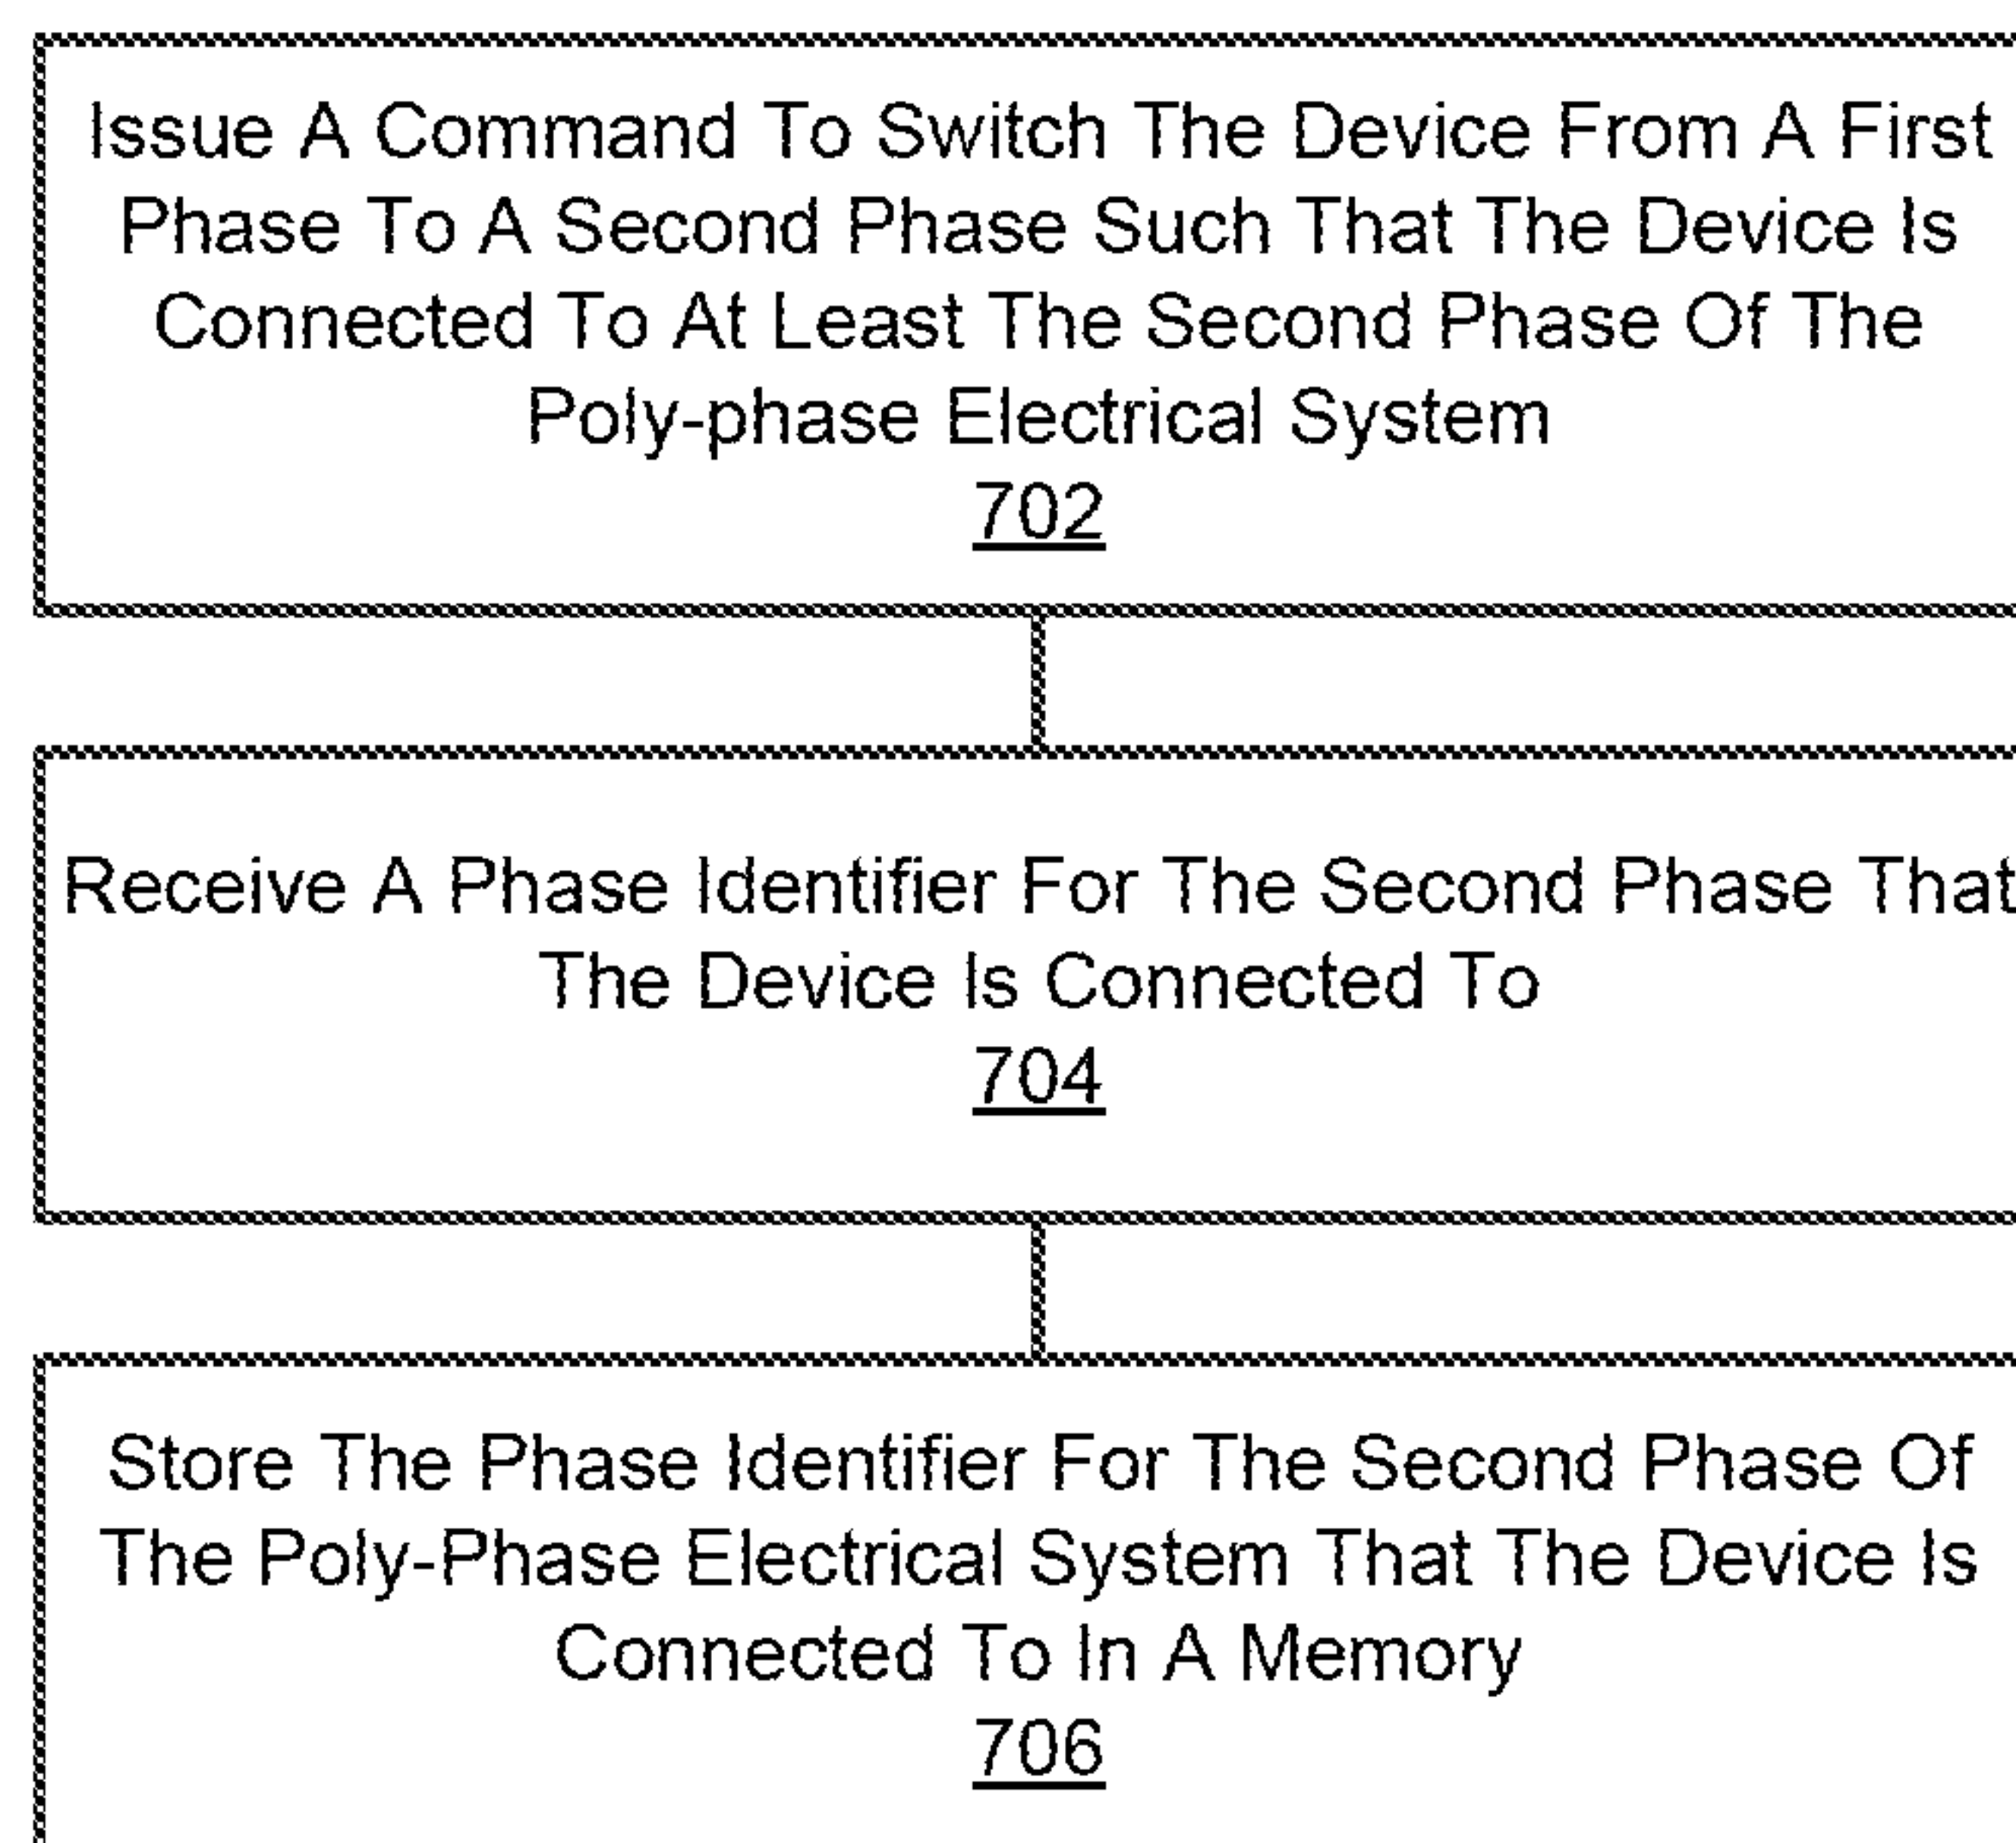 Issue A Command To Switch The Device From A First
Phase To A Second Phase Such That The Device Is
Connected To At Least The Second Phase Of The
Poly-phase Electrical System
702
Receive A Phase Identifier For The Second Phase That
The Device Is Connected To
704
Store The Phase Identifier For The Second Phase Of
The Poly-Phase Electrical System That The Device Is
Connected To In A Memory
706